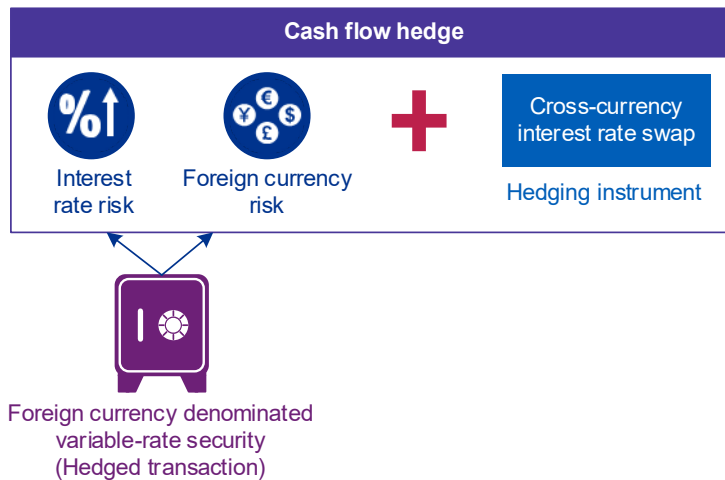 Cash flow hedge
%
¥ € $ £
Interest
rate risk
Foreign currency
risk
Cross-currency
interest rate swap
Hedging instrument
Foreign currency denominated
variable-rate security
(Hedged transaction)